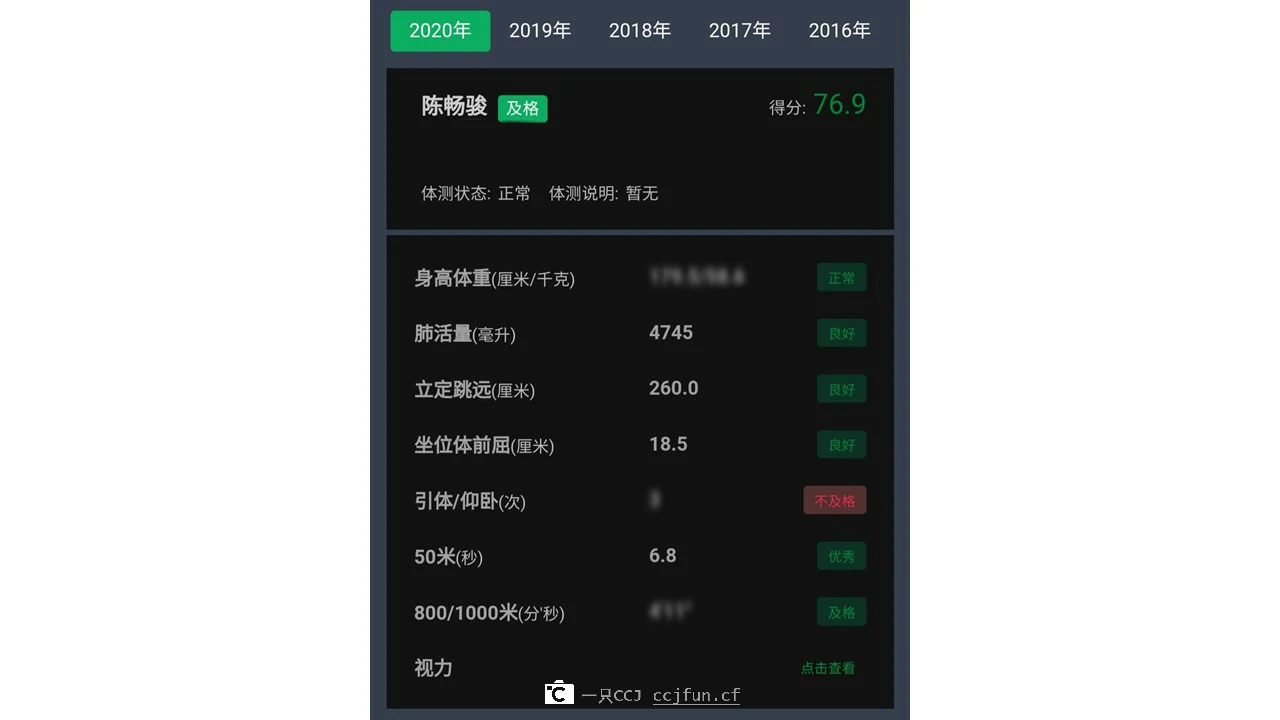 2020年 2019年 2018年 2017年 2016年
陈畅骏 及格 得分: 76.9
体测状态: 正常 体测说明: 暂无
身高体重(厘米/千克) 正常
肺活量(毫升) 4745 良好
立定跳远(厘米) 260.0 良好
坐位体前屈(厘米) 18.5 良好
引体/仰卧(次) 不及格
50米(秒) 6.8 优秀
800/1000米(分'秒) 及格
视力 点击查看
C 一只CCJ ccjfun.cf